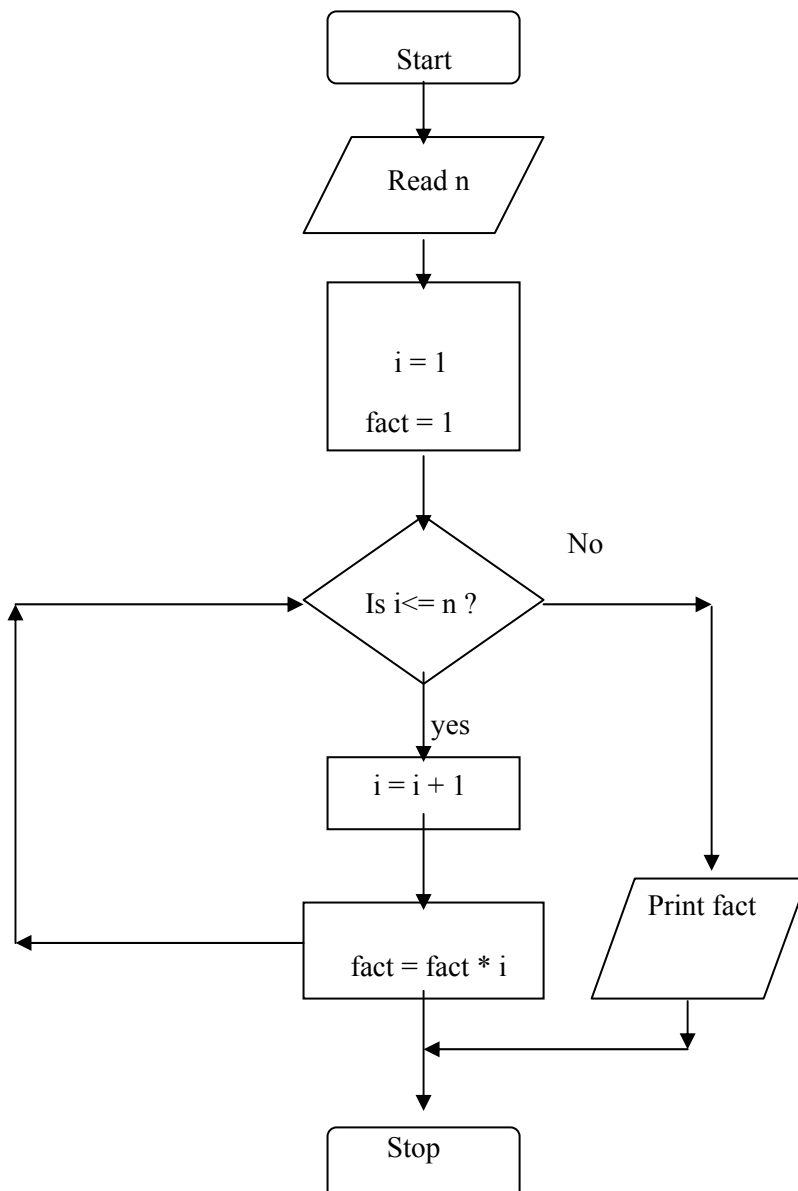 Start
Read n
i = 1
fact = 1
No
Is i<= n ?
yes
i = i + 1
Print fact
fact = fact * i
Stop